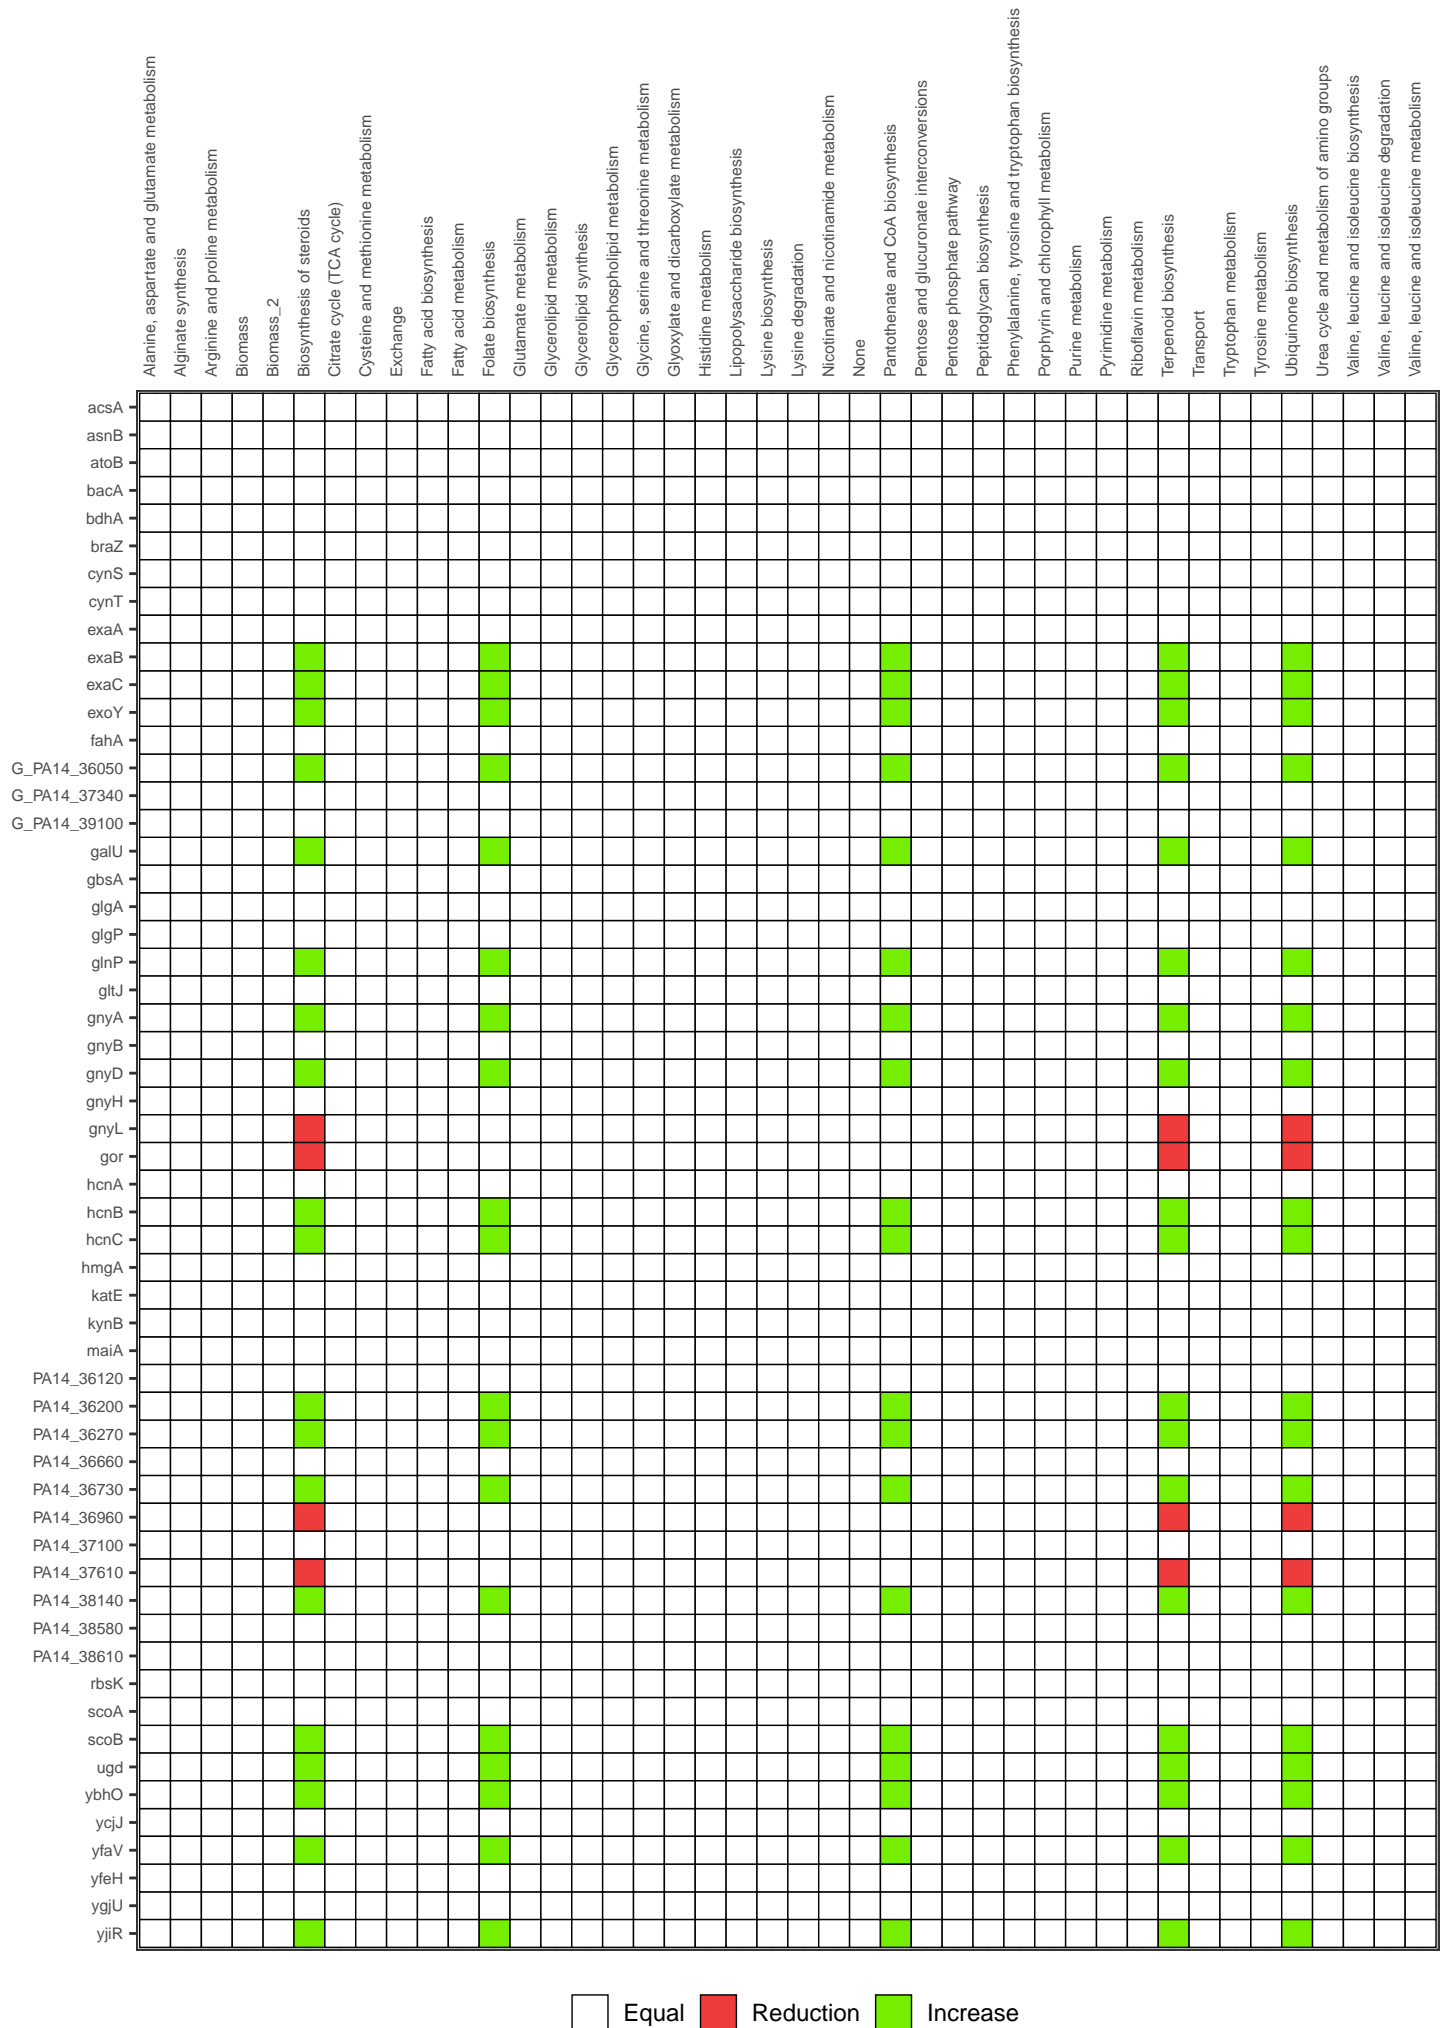 Alanine, aspartate and glutamate metabolism
Alginate synthesis
Arginine and proline metabolism
Biomass
Biomass_2
Biosynthesis of steroids
Citrate cycle (TCA cycle)
Cysteine and methionine metabolism
Exchange
Fatty acid biosynthesis
Fatty acid metabolism
Folate biosynthesis
Glutamate metabolism
Glycerolipid metabolism
Glycerolipid synthesis
Glycerophospholipid metabolism
Glycine, serine and threonine metabolism
Glyoxylate and dicarboxylate metabolism
Histidine metabolism
Lipopolysaccharide biosynthesis
Lysine biosynthesis
Lysine degradation
Nicotinate and nicotinamide metabolism
None
Pantothenate and CoA biosynthesis
Pentose and glucuronate interconversions
Pentose phosphate pathway
Peptidoglycan biosynthesis
Phenylalanine, tyrosine and tryptophan biosynthesis
Porphyrin and chlorophyll metabolism
Purine metabolism
Pyrimidine metabolism
Riboflavin metabolism
Terpenoid biosynthesis
Transport
Tryptophan metabolism
Tyrosine metabolism
Ubiquinone biosynthesis
Urea cycle and metabolism of amino groups
Valine, leucine and isoleucine biosynthesis
Valine, leucine and isoleucine degradation
Valine, leucine and isoleucine metabolism
acsA
asnB
atoB
bacA
bdhA
braZ
cynS
cynT
exaA
exaB
exaC
exoY
fahA
G_PA14_36050
G_PA14_37340
G_PA14_39100
galU
gbsA
glgA
glgP
glnP
gltJ
gnyA
gnyB
gnyD
gnyH
gnyL
gor
hcnA
hcnB
hcnC
hmgA
katE
kynB
maiA
PA14_36120
PA14_36200
PA14_36270
PA14_36660
PA14_36730
PA14_36960
PA14_37100
PA14_37610
PA14_38140
PA14_38580
PA14_38610
rbsK
scoA
scoB
ugd
ybhO
ycjJ
yfaV
yfeH
ygjU
yjiR
Equal Reduction Increase